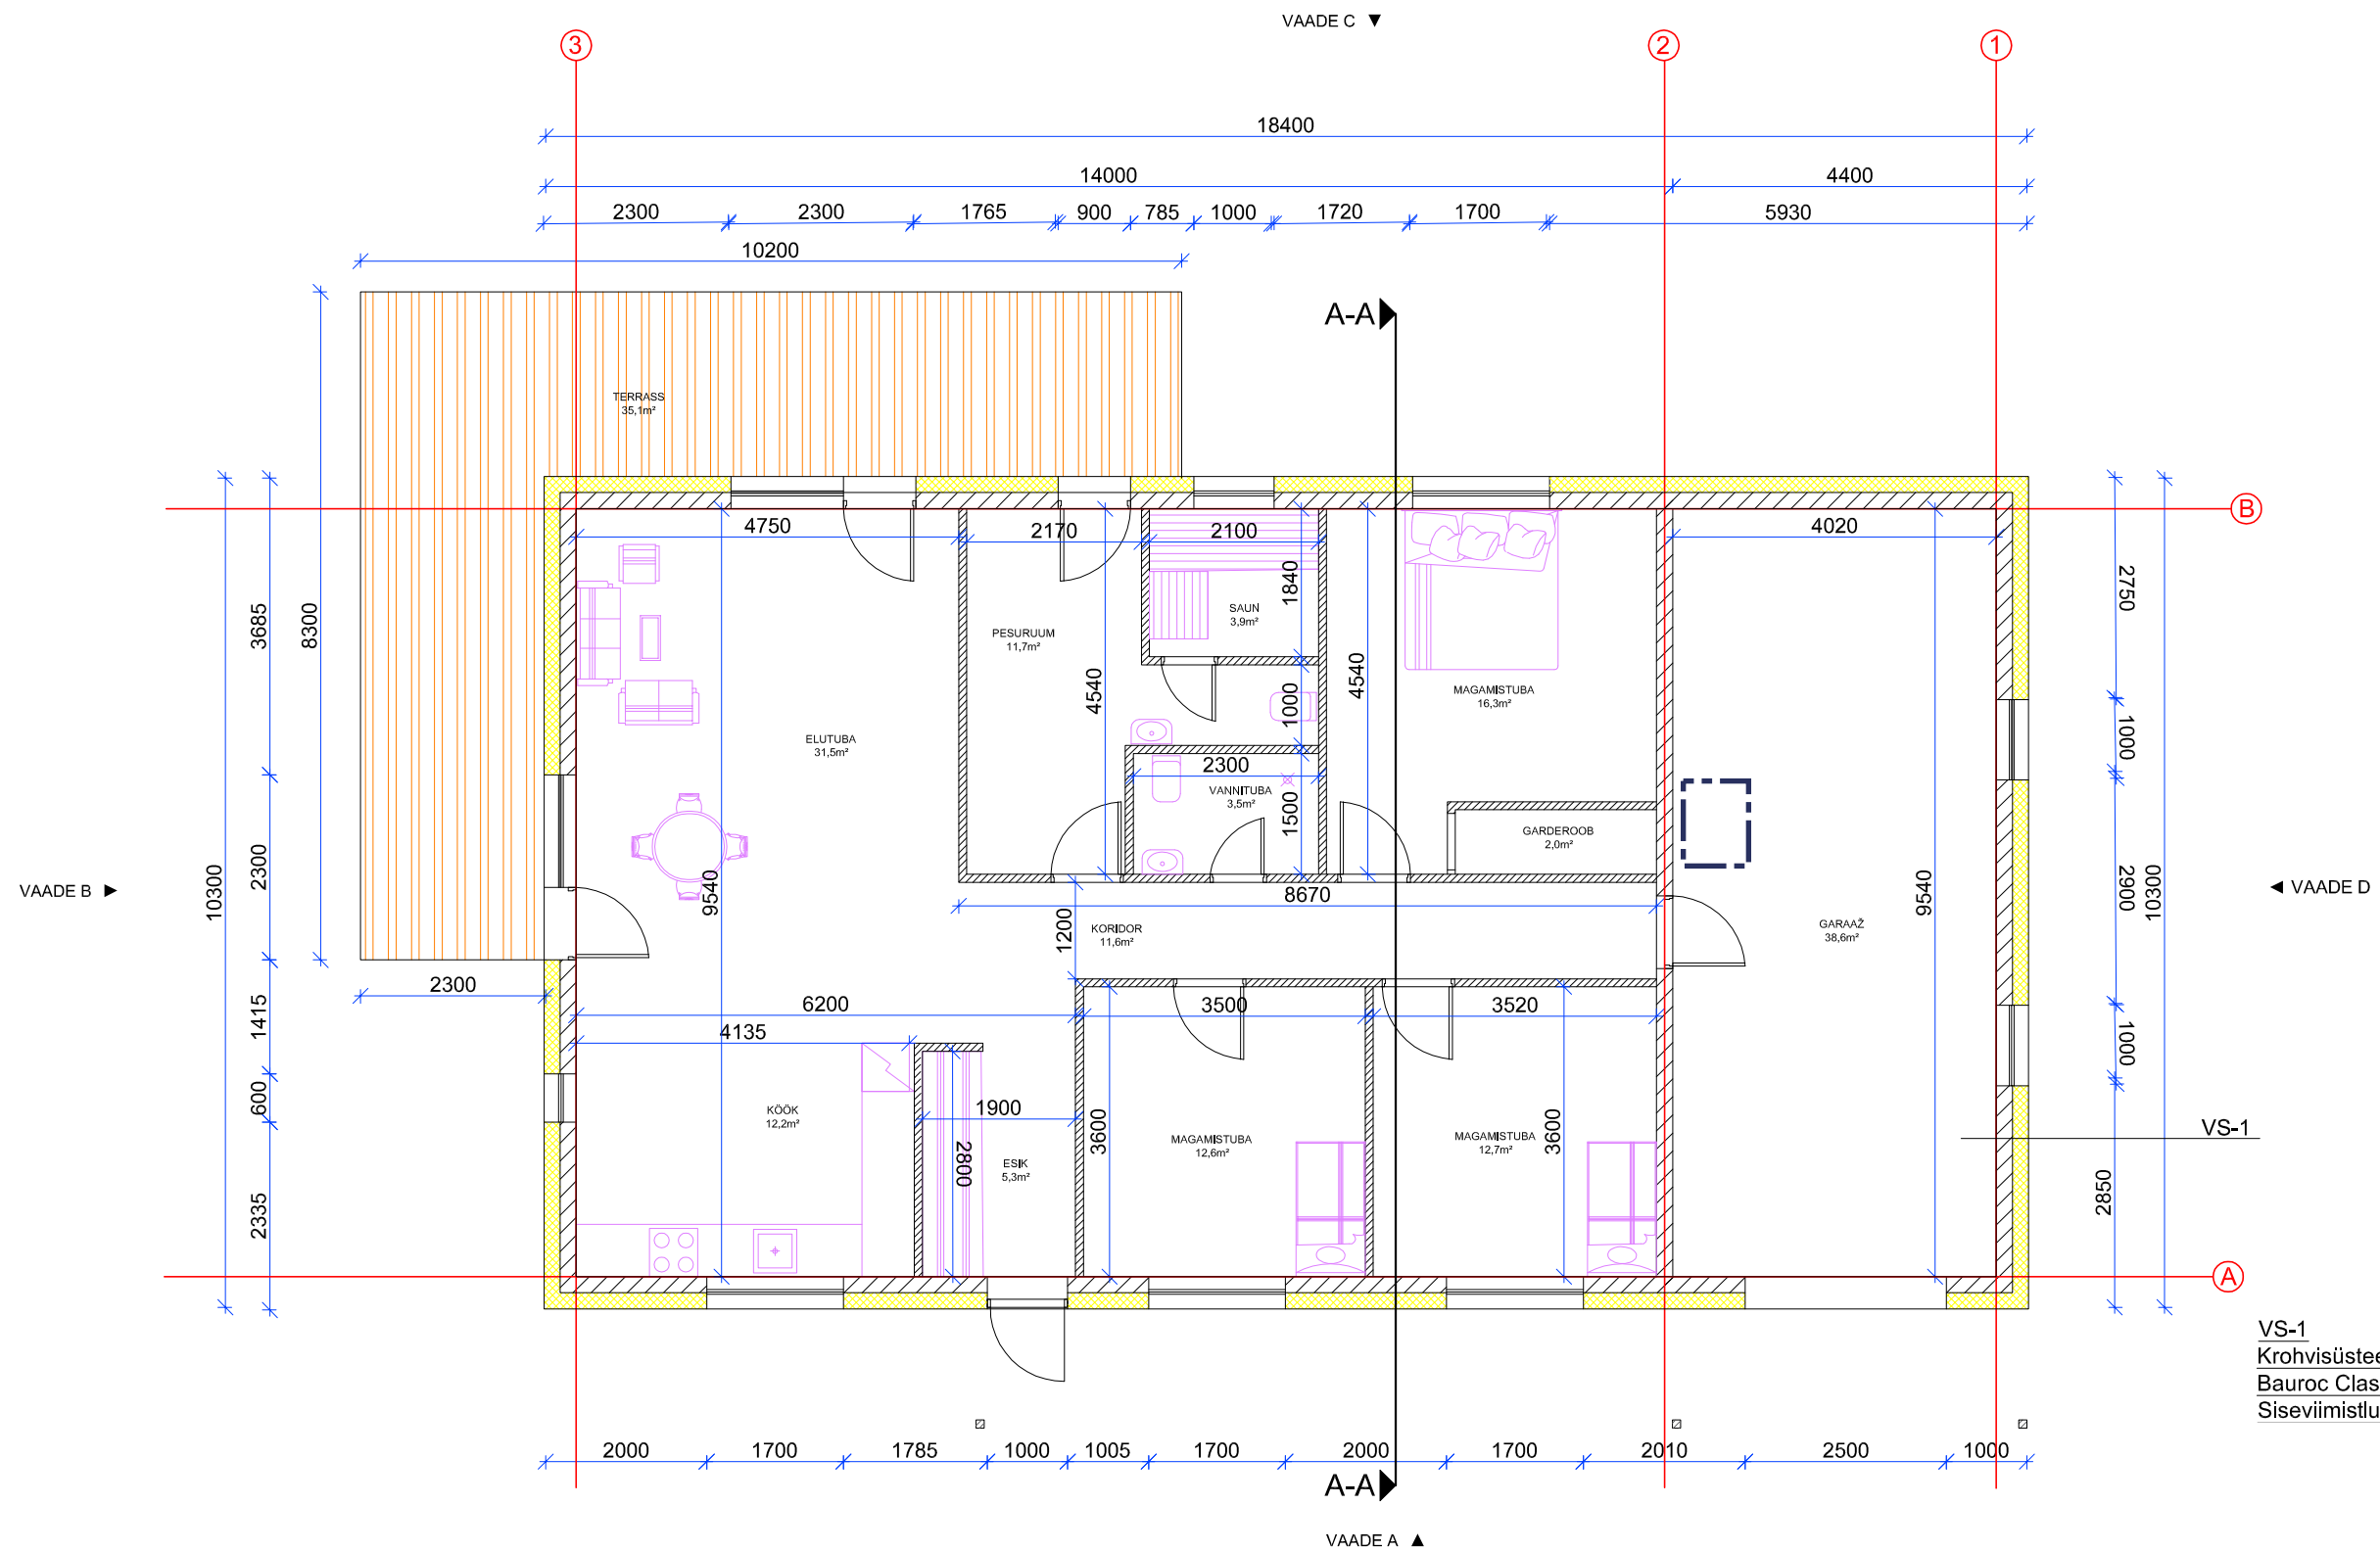 VAADE C
3
2
1
18400
14000
4400
2300
2300
1765
900
785
1000
1720
1700
5930
10200
A-A
TERRASS
35,1m²
B
4750
2170
2100
4020
2750
1840
3685
8300
SAUN
3,9m²
PESURUUM
11,7m²
4540
4540
1000
MAGAMISTUBA
16,3m²
1000
ELUTUBA
31,5m²
2300
VANNITUBA
3,5m²
1500
GARDEROOB
2,0m²
2300
VAADE B
10300
9540
8670
9540
2900
10300
VAADE D
1200
KORIDOR
11,6m²
GARAAŽ
38,6m²
2300
1415
6200
3500
3520
4135
1000
600
KÖÖK
12,2m²
1900
3600
MAGAMISTUBA
12,6m²
MAGAMISTUBA
12,7m²
3600
VS-1
2800
ESIK
5,3m²
2335
2850
A
VS-1
Krohvisüstee
Bauroc Clas
Siseviimistlu
2000
1700
1785
1000
1005
1700
2000
1700
2010
2500
1000
A-A
VAADE A